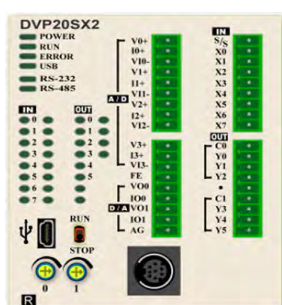 DVP20SX2
POWER
RUN
ERROR
USB
RS-232
RS-485
IN
0
1
2
3
4
5
6
7
OUT
0
1
2
3
4
5
A / D
V0+
I0+
VI0-
V1+
I1+
VI1-
V2+
I2+
VI2-
V3+
I3+
VI3-
FE
D / A
VO0
IO0
VO1
IO1
AG
IN
S/S
X0
X1
X2
X3
X4
X5
X6
X7
OUT
C0
Y0
Y1
Y2
•
C1
Y3
Y4
Y5
RUN
STOP
0
1
R